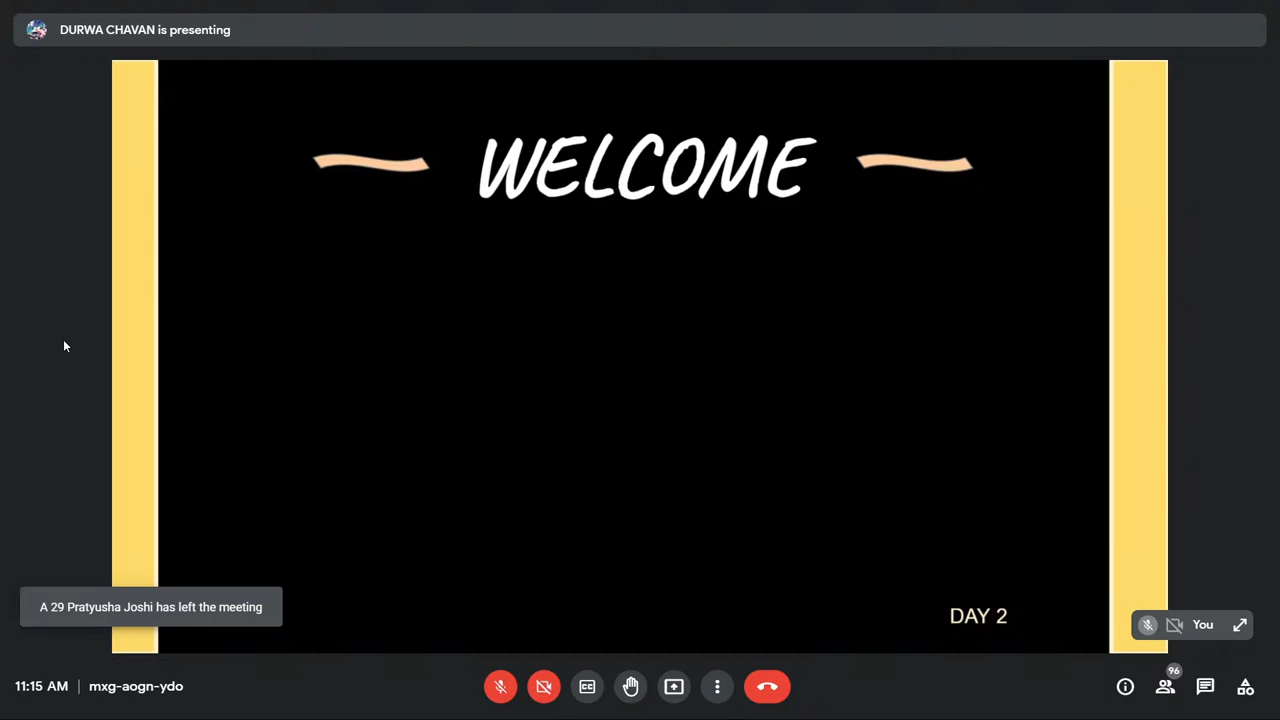 DURWA CHAVAN is presenting
WELCOME
A 29 Pratyusha Joshi has left the meeting
DAY 2
You
96
11:15 AM | mxg-aogn-ydo